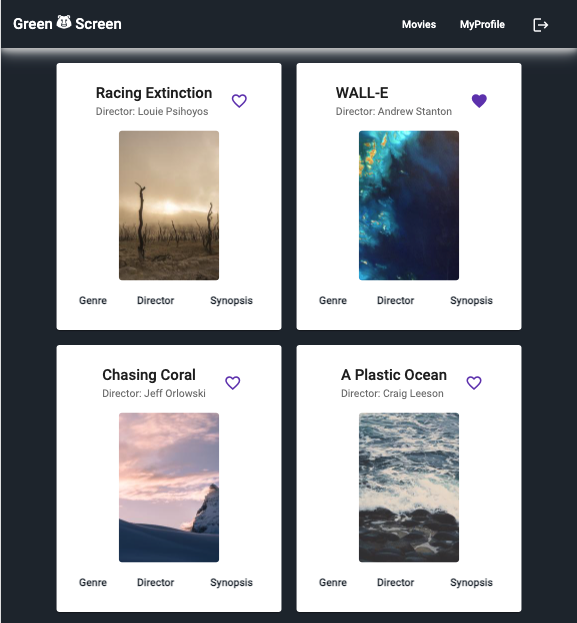 Green Screen
Movies MyProfile
Racing Extinction
Director: Louie Psihoyos
WALL-E
Director: Andrew Stanton
Genre Director Synopsis
Genre Director Synopsis
Chasing Coral
Director: Jeff Orlowski
A Plastic Ocean
Director: Craig Leeson
Genre Director Synopsis
Genre Director Synopsis